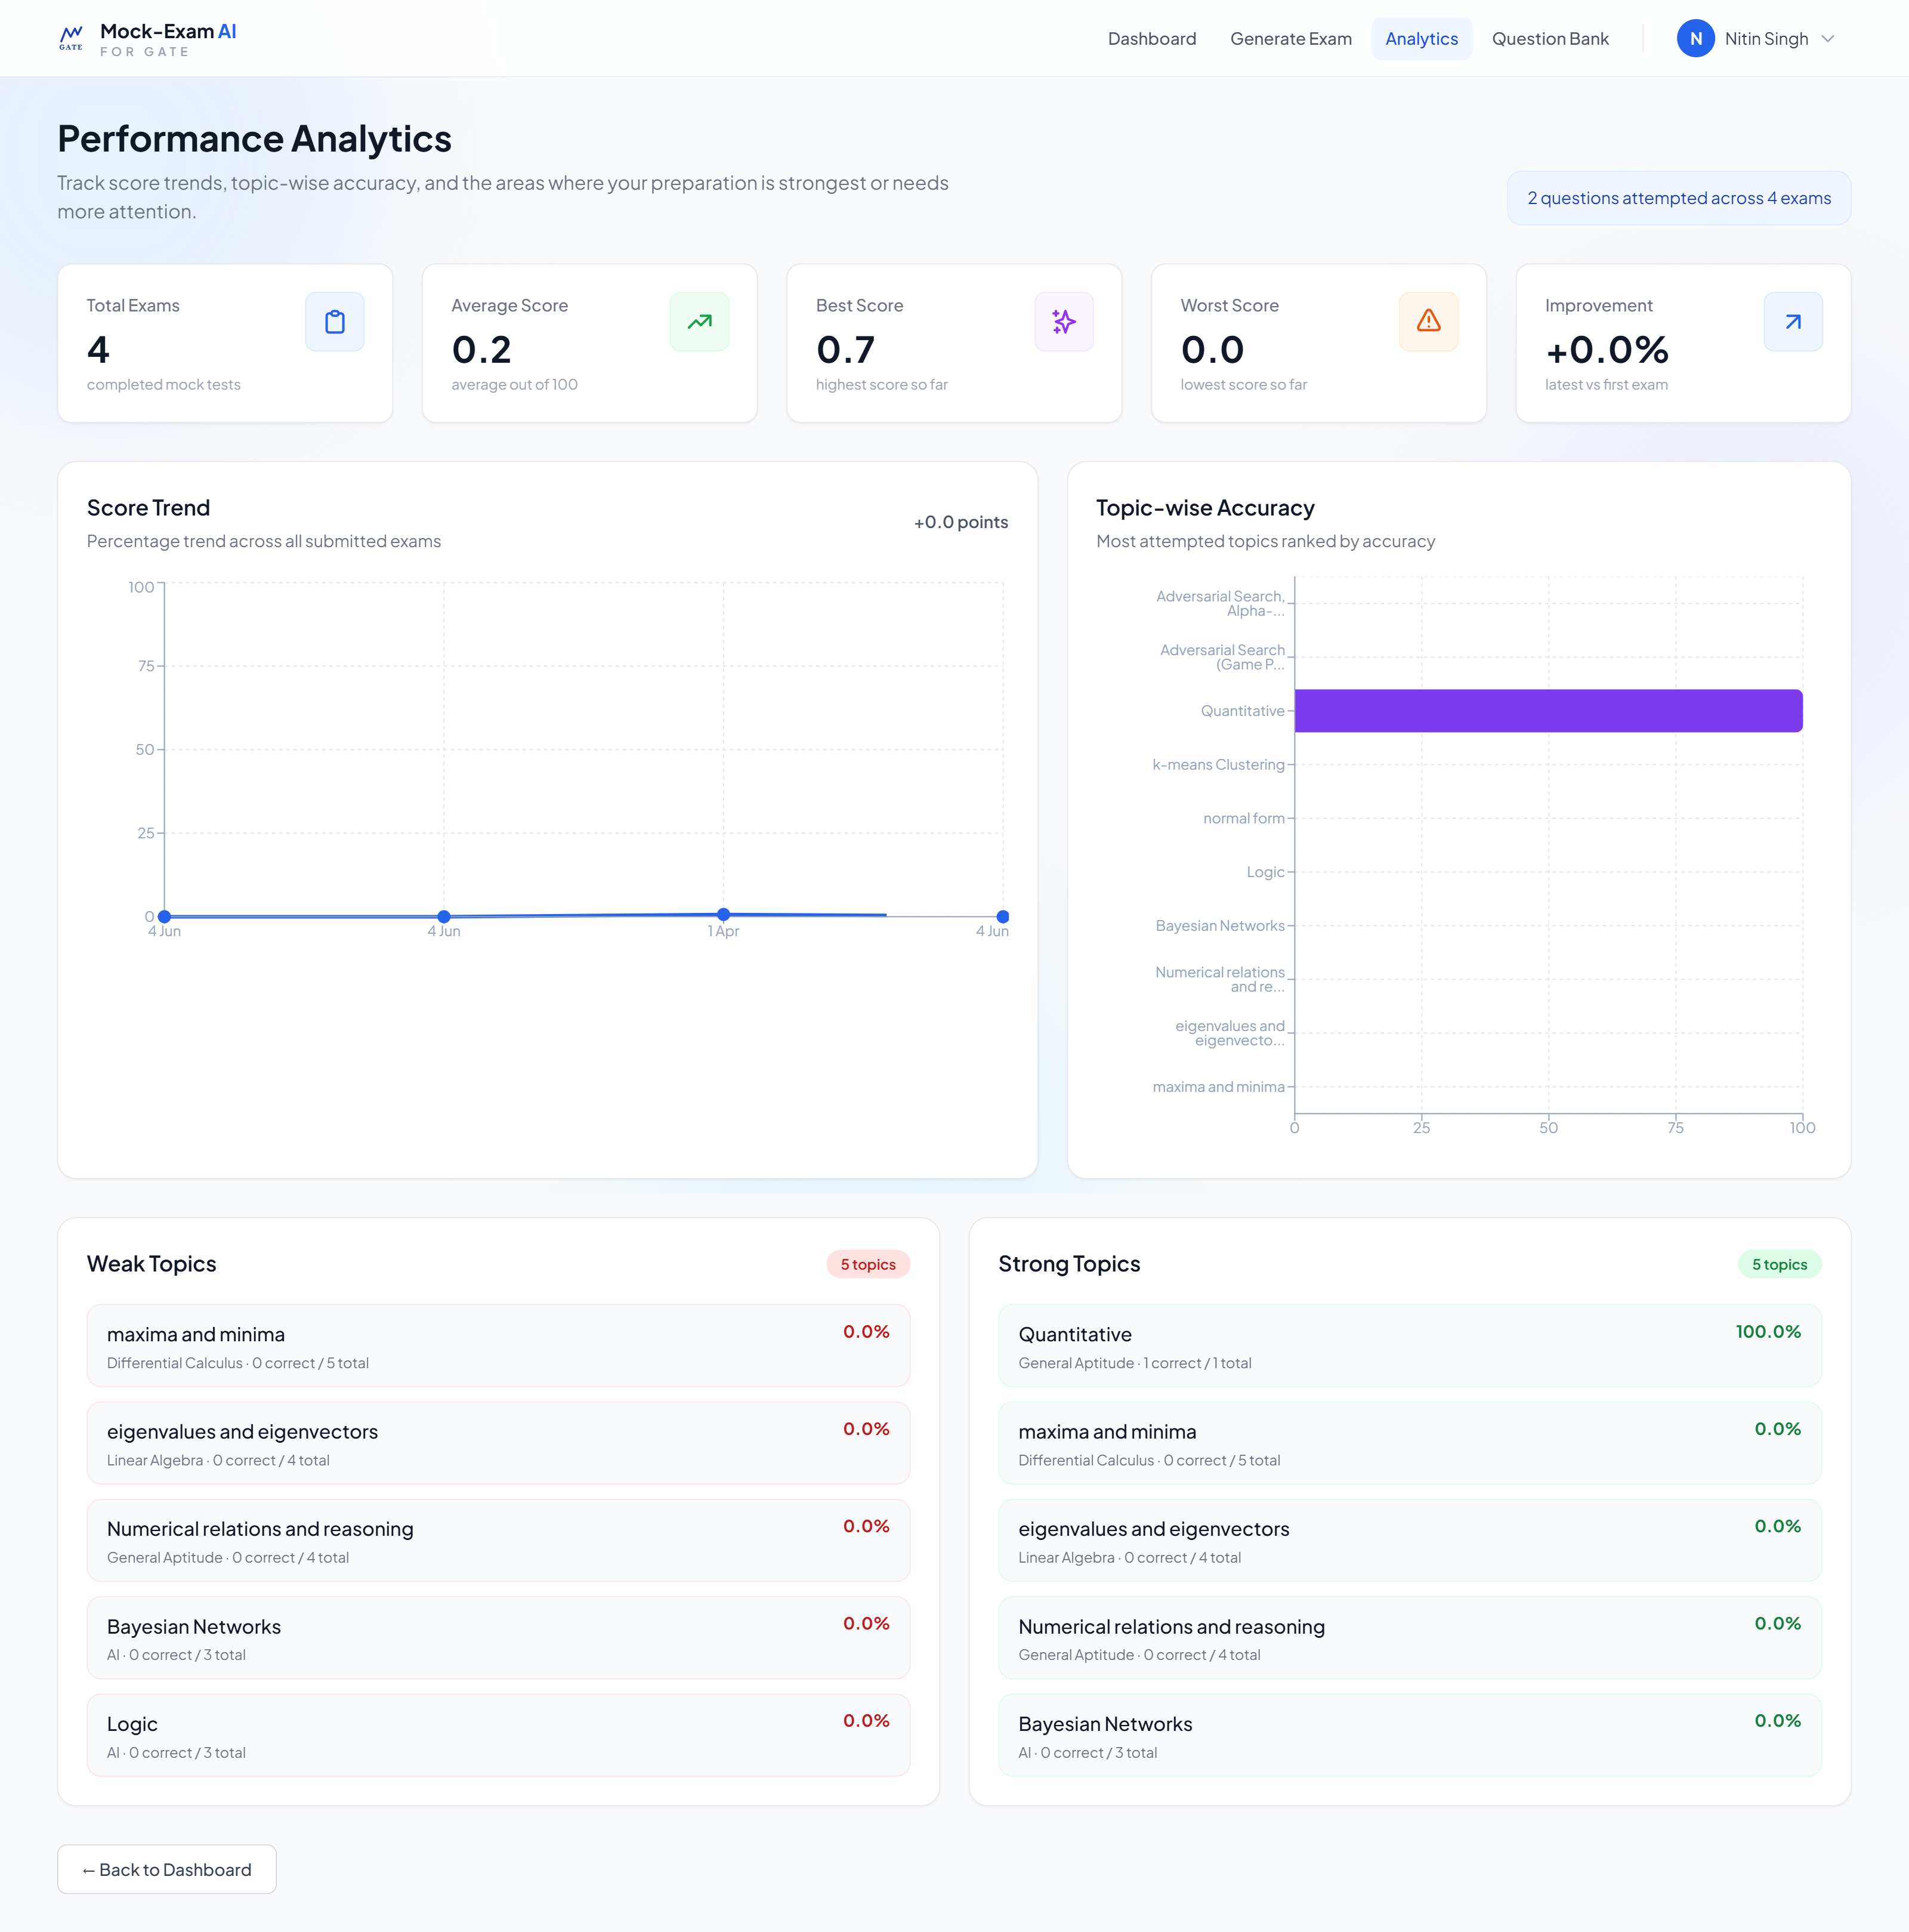 GATE
Mock-Exam AI
FOR GATE
Dashboard
Generate Exam
Analytics
Question Bank
N
Nitin Singh
Performance Analytics
Track score trends, topic-wise accuracy, and the areas where your preparation is strongest or needs
more attention.
2 questions attempted across 4 exams
Total Exams
4
completed mock tests
Average Score
0.2
average out of 100
Best Score
0.7
highest score so far
Worst Score
0.0
lowest score so far
Improvement
+0.0%
latest vs first exam
Score Trend
Percentage trend across all submitted exams
+0.0 points
100
75
50
25
0
4 Jun
4 Jun
1 Apr
4 Jun
Topic-wise Accuracy
Most attempted topics ranked by accuracy
Adversarial Search,
Alpha-...
Adversarial Search
(Game P...
Quantitative
k-means Clustering
normal form
Logic
Bayesian Networks
Numerical relations
and re...
eigenvalues and
eigenvecto...
maxima and minima
0
25
50
75
100
Weak Topics
5 topics
maxima and minima
0.0%
Differential Calculus · 0 correct / 5 total
eigenvalues and eigenvectors
0.0%
Linear Algebra · 0 correct / 4 total
Numerical relations and reasoning
0.0%
General Aptitude · 0 correct / 4 total
Bayesian Networks
0.0%
AI · 0 correct / 3 total
Logic
0.0%
AI · 0 correct / 3 total
Strong Topics
5 topics
Quantitative
100.0%
General Aptitude · 1 correct / 1 total
maxima and minima
0.0%
Differential Calculus · 0 correct / 5 total
eigenvalues and eigenvectors
0.0%
Linear Algebra · 0 correct / 4 total
Numerical relations and reasoning
0.0%
General Aptitude · 0 correct / 4 total
Bayesian Networks
0.0%
AI · 0 correct / 3 total
← Back to Dashboard